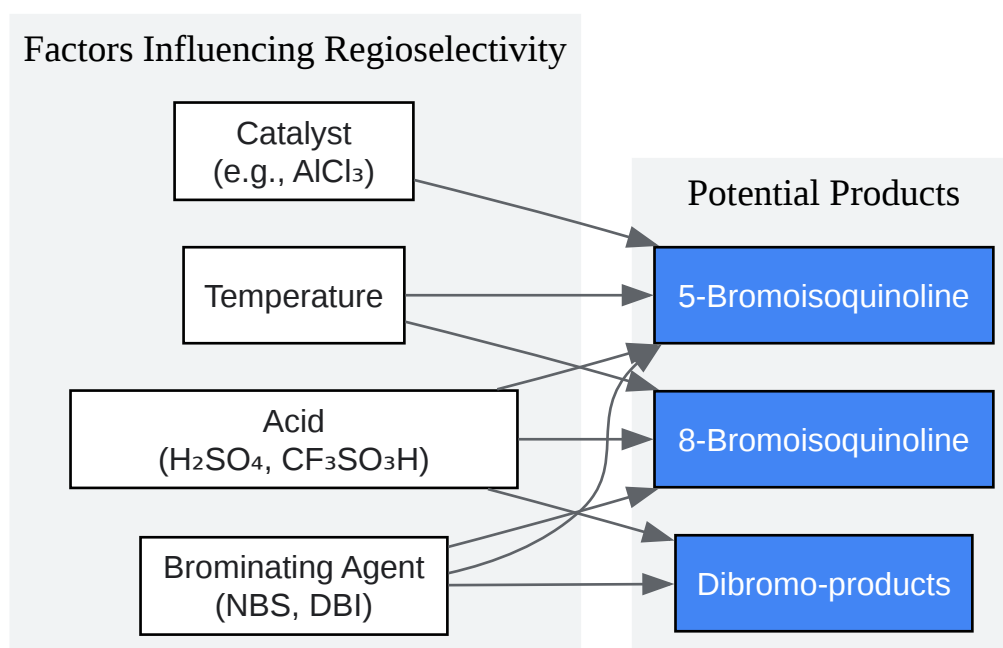 Factors Influencing Regioselectivity
Catalyst
(e.g., AlCl₃)
Temperature
Acid
(H₂SO₄, CF₃SO₃H)
Brominating Agent
(NBS, DBI)
Potential Products
5-Bromoisoquinoline
8-Bromoisoquinoline
Dibromo-products